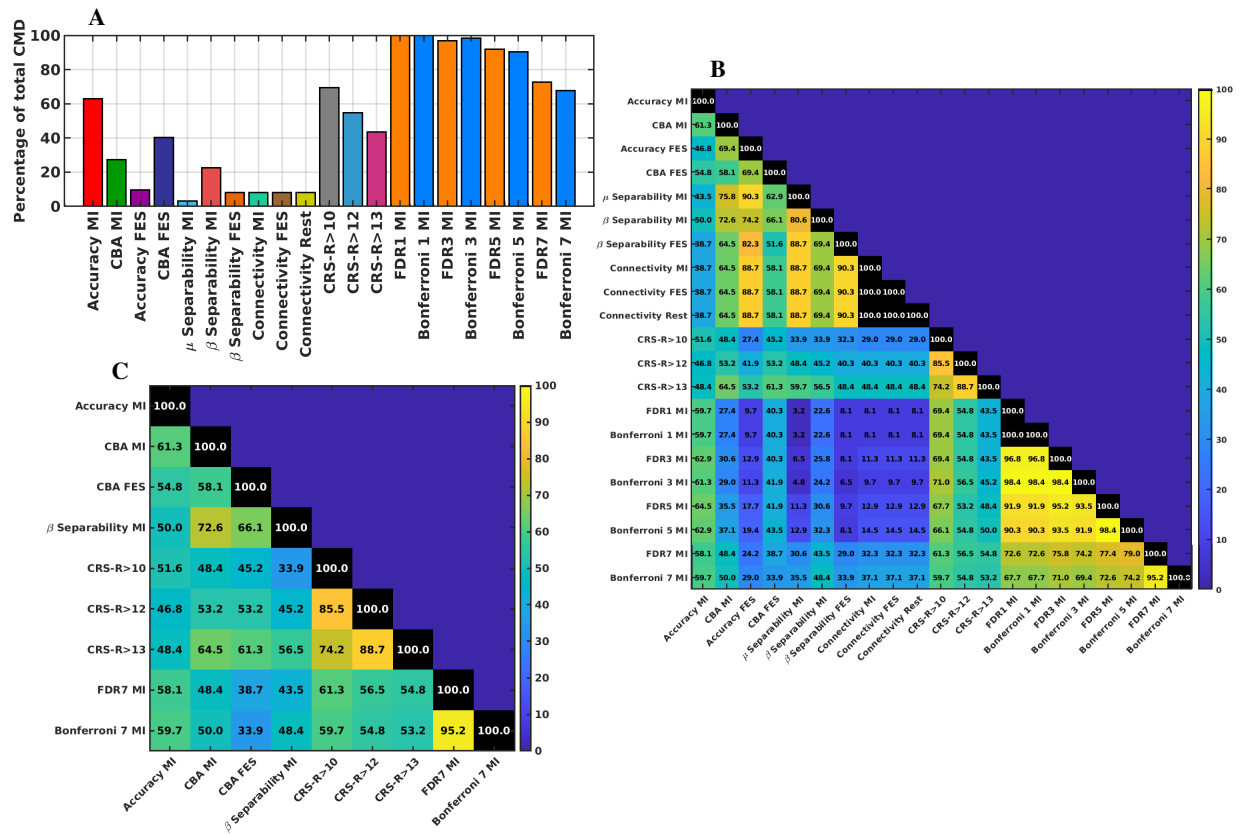 A
Percentage of total CMD
100
80
60
40
20
0
Accuracy MI
CBA MI
Accuracy FES
CBA FES
μ Separability MI
β Separability MI
β Separability FES
Connectivity MI
Connectivity FES
Connectivity Rest
CRS-R>10
CRS-R>12
CRS-R>13
FDR1 MI
Bonferroni 1 MI
FDR3 MI
Bonferroni 3 MI
FDR5 MI
Bonferroni 5 MI
FDR7 MI
Bonferroni 7 MI
B
Accuracy MI 100.0
CBA MI 61.3 100.0
Accuracy FES 46.8 69.4 100.0
CBA FES 54.8 58.1 69.4 100.0
μ Separability MI 43.5 75.8 90.3 62.9 100.0
β Separability MI 50.0 72.6 74.2 66.1 80.6 100.0
β Separability FES 38.7 64.5 82.3 51.6 88.7 69.4 100.0
Connectivity MI 38.7 64.5 88.7 58.1 88.7 69.4 90.3 100.0
Connectivity FES 38.7 64.5 88.7 58.1 88.7 69.4 90.3 100.0 100.0
Connectivity Rest 38.7 64.5 88.7 58.1 88.7 69.4 90.3 100.0 100.0 100.0
CRS-R>10 51.6 48.4 27.4 45.2 33.9 33.9 32.3 29.0 29.0 29.0 100.0
CRS-R>12 46.8 53.2 41.9 53.2 48.4 45.2 40.3 40.3 40.3 40.3 85.5 100.0
CRS-R>13 48.4 64.5 53.2 61.3 59.7 56.5 48.4 48.4 48.4 48.4 74.2 88.7 100.0
FDR1 MI 59.7 27.4 9.7 40.3 3.2 22.6 8.1 8.1 8.1 8.1 69.4 54.8 43.5 100.0
Bonferroni 1 MI 59.7 27.4 9.7 40.3 3.2 22.6 8.1 8.1 8.1 8.1 69.4 54.8 43.5 100.0 100.0
FDR3 MI 62.9 30.6 12.9 40.3 6.5 25.8 8.1 11.3 11.3 11.3 69.4 54.8 43.5 96.8 96.8 100.0
Bonferroni 3 MI 61.3 29.0 11.3 41.9 4.8 24.2 6.5 9.7 9.7 9.7 71.0 56.5 45.2 98.4 98.4 98.4 100.0
FDR5 MI 64.5 35.5 17.7 41.9 11.3 30.6 9.7 12.9 12.9 12.9 67.7 53.2 48.4 91.9 91.9 95.2 93.5 100.0
Bonferroni 5 MI 62.9 37.1 19.4 43.5 12.9 32.3 8.1 14.5 14.5 14.5 66.1 54.8 50.0 90.3 90.3 93.5 91.9 98.4 100.0
FDR7 MI 58.1 48.4 24.2 38.7 30.6 43.5 29.0 32.3 32.3 32.3 61.3 56.5 54.8 72.6 72.6 75.8 74.2 77.4 79.0 100.0
Bonferroni 7 MI 59.7 50.0 29.0 33.9 35.5 48.4 33.9 37.1 37.1 37.1 59.7 54.8 53.2 67.7 67.7 71.0 69.4 72.6 74.2 95.2 100.0
Accuracy MI
CBA MI
Accuracy FES
CBA FES
μ Separability MI
β Separability MI
β Separability FES
Connectivity MI
Connectivity FES
Connectivity Rest
CRS-R>10
CRS-R>12
CRS-R>13
FDR1 MI
Bonferroni 1 MI
FDR3 MI
Bonferroni 3 MI
FDR5 MI
Bonferroni 5 MI
FDR7 MI
Bonferroni 7 MI
100
90
80
70
60
50
40
30
20
10
0
C
Accuracy MI 100.0
CBA MI 61.3 100.0
CBA FES 54.8 58.1 100.0
β Separability MI 50.0 72.6 66.1 100.0
CRS-R>10 51.6 48.4 45.2 33.9 100.0
CRS-R>12 46.8 53.2 53.2 45.2 85.5 100.0
CRS-R>13 48.4 64.5 61.3 56.5 74.2 88.7 100.0
FDR7 MI 58.1 48.4 38.7 43.5 61.3 56.5 54.8 100.0
Bonferroni 7 MI 59.7 50.0 33.9 48.4 59.7 54.8 53.2 95.2 100.0
Accuracy MI
CBA MI
CBA FES
β Separability MI
CRS-R>10
CRS-R>12
CRS-R>13
FDR7 MI
Bonferroni 7 MI
100
90
80
70
60
50
40
30
20
10
0